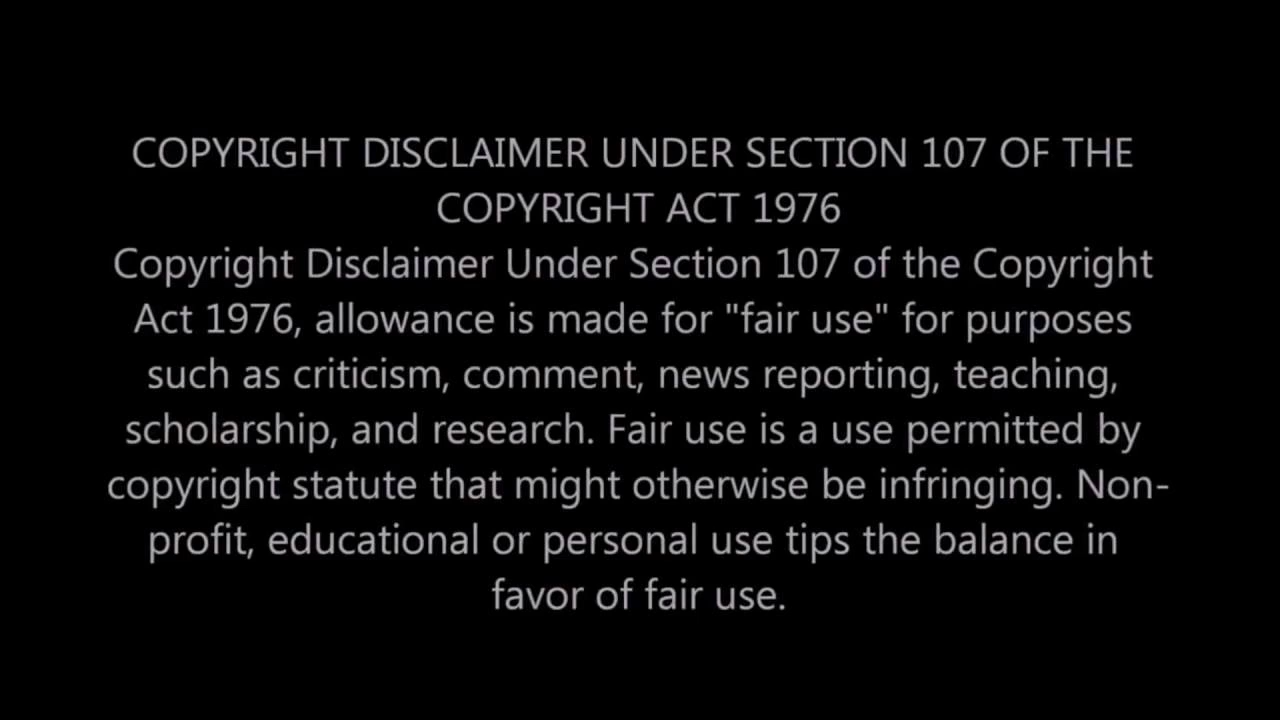 COPYRIGHT DISCLAIMER UNDER SECTION 107 OF THE
COPYRIGHT ACT 1976
Copyright Disclaimer Under Section 107 of the Copyright
Act 1976, allowance is made for "fair use" for purposes
such as criticism, comment, news reporting, teaching,
scholarship, and research. Fair use is a use permitted by
copyright statute that might otherwise be infringing. Non-
profit, educational or personal use tips the balance in
favor of fair use.